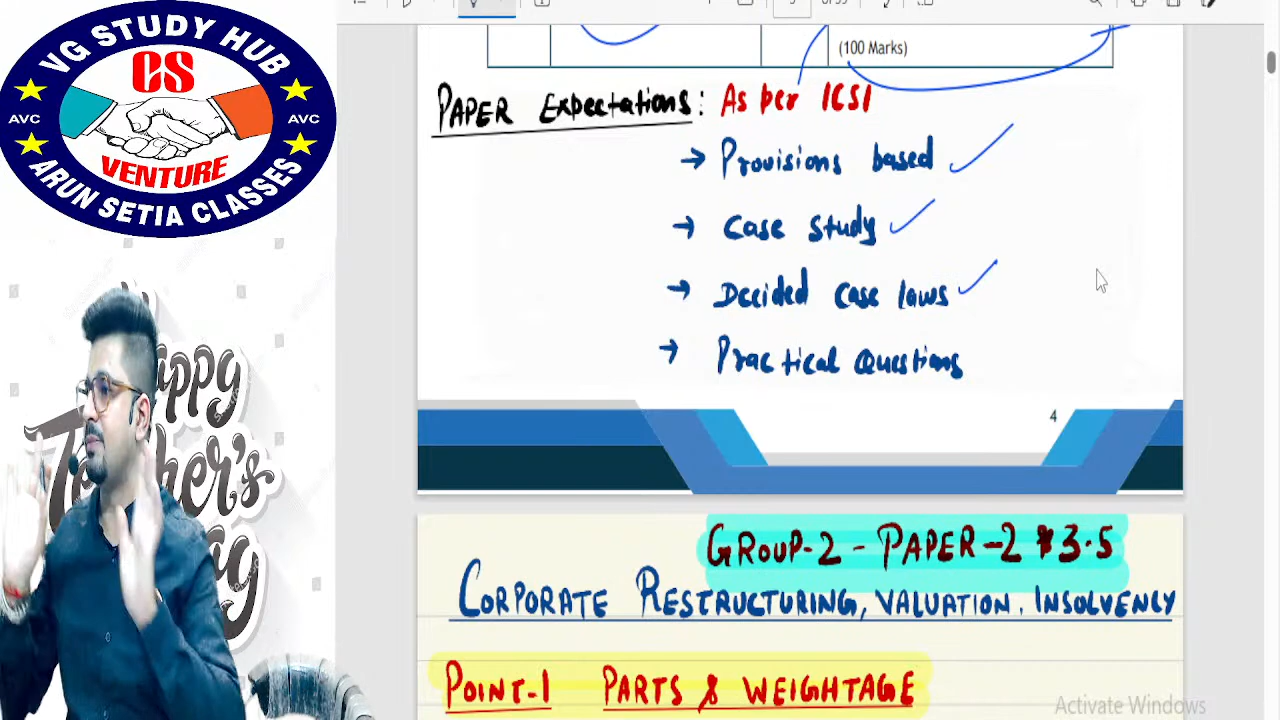 VG STUDY HUB
CS
AVC
AVC
VENTURE
ARUN SETIA CLASSES
(100 Marks)
PAPER Expectations : As per ICSI
→ Provisions based
→ Case study
→ Decided case laws
→ Practical Questions
4
Happy
Teacher's
GROUP-2 - PAPER-2 * 3.5
CORPORATE RESTRUCTURING, VALUATION, INSOLVENCY
POINT-1 PARTS & WEIGHTAGE
Activate Windows